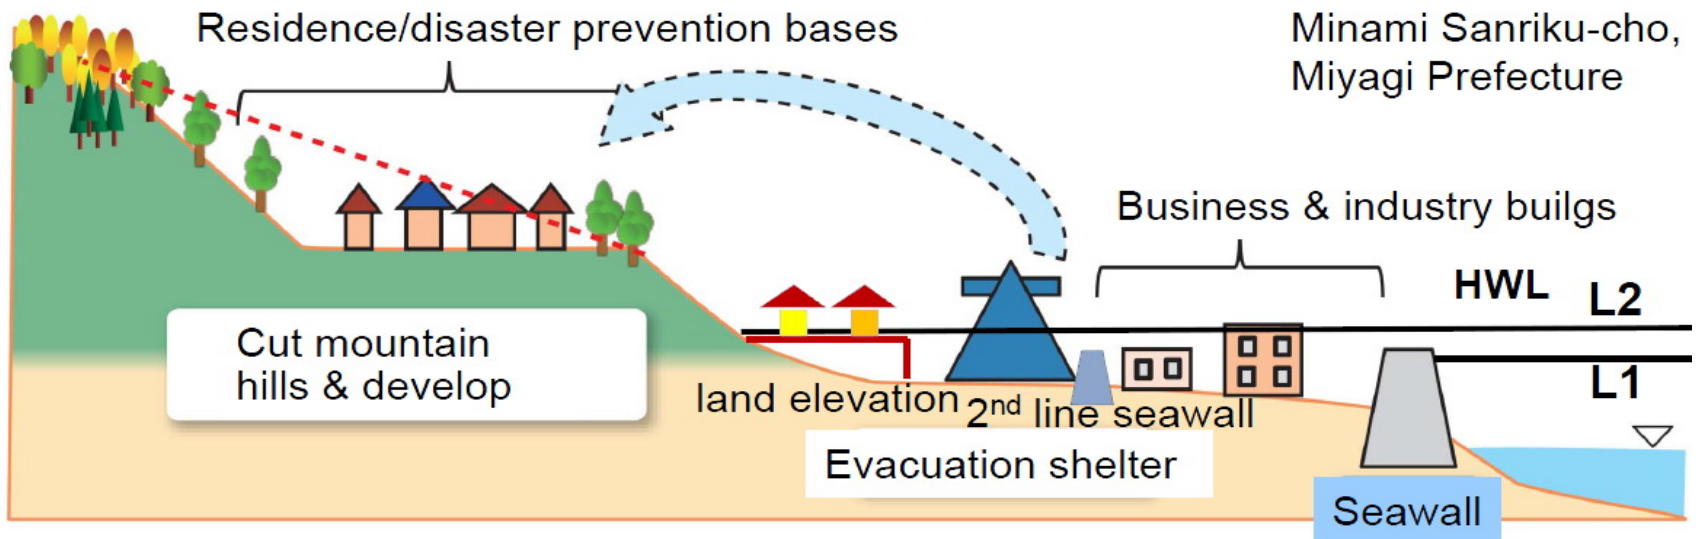 Residence/disaster prevention bases
Minami Sanriku-cho,
Miyagi Prefecture
Business & industry builgs
HWL
L2
L1
Cut mountain
hills & develop
land elevation
2nd line seawall
Evacuation shelter
Seawall